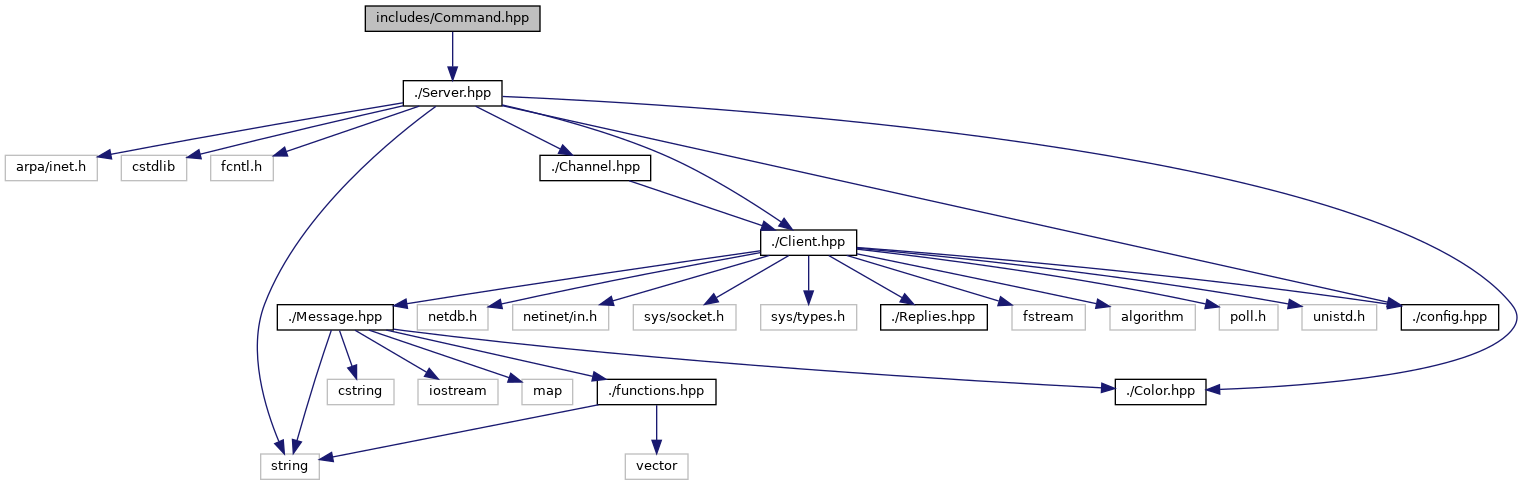 includes/Command.hpp
./Server.hpp
arpa/inet.h
cstdlib
fcntl.h
./Channel.hpp
./Client.hpp
./Message.hpp
netdb.h
netinet/in.h
sys/socket.h
sys/types.h
./Replies.hpp
fstream
algorithm
poll.h
unistd.h
./config.hpp
cstring
iostream
map
./functions.hpp
./Color.hpp
string
vector